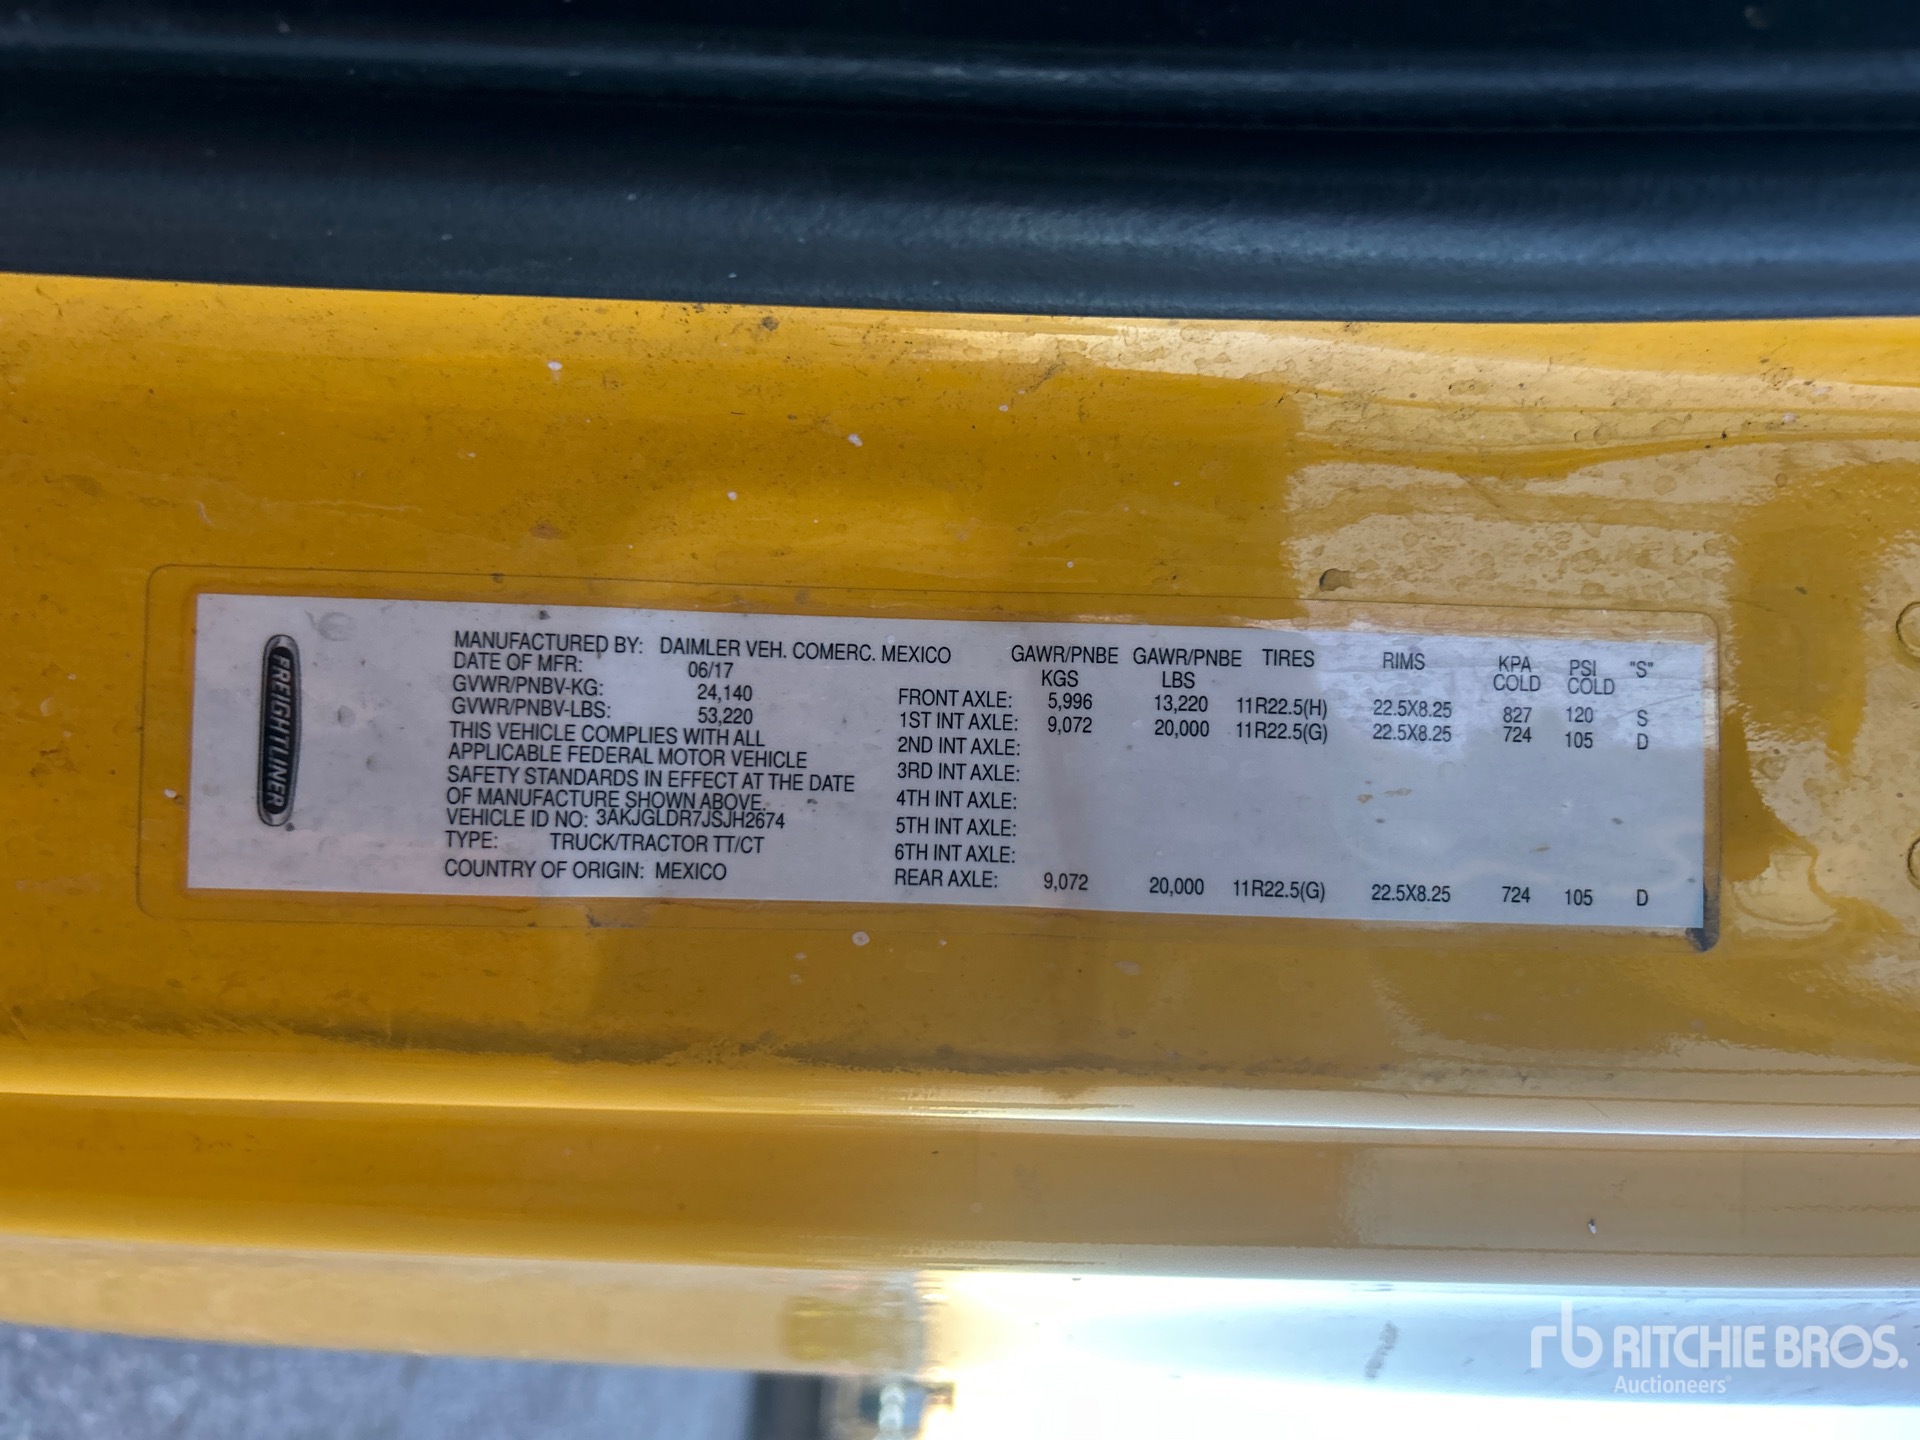 FREIGHTLINER
MANUFACTURED BY: DAIMLER VEH. COMERC. MEXICO
DATE OF MFR: 06/17
GVWR/PNBV-KG: 24,140
GVWR/PNBV-LBS: 53,220
THIS VEHICLE COMPLIES WITH ALL
APPLICABLE FEDERAL MOTOR VEHICLE
SAFETY STANDARDS IN EFFECT AT THE DATE
OF MANUFACTURE SHOWN ABOVE.
VEHICLE ID NO: 3AKJGLDR7JSJH2674
TYPE: TRUCK/TRACTOR TT/CT
COUNTRY OF ORIGIN: MEXICO
GAWR/PNBE GAWR/PNBE TIRES RIMS KPA PSI "S"
KGS LBS COLD COLD
FRONT AXLE: 5,996 13,220 11R22.5(H) 22.5X8.25 827 120 S
1ST INT AXLE: 9,072 20,000 11R22.5(G) 22.5X8.25 724 105 D
2ND INT AXLE:
3RD INT AXLE:
4TH INT AXLE:
5TH INT AXLE:
6TH INT AXLE:
REAR AXLE: 9,072 20,000 11R22.5(G) 22.5X8.25 724 105 D
rb RITCHIE BROS.
Auctioneers